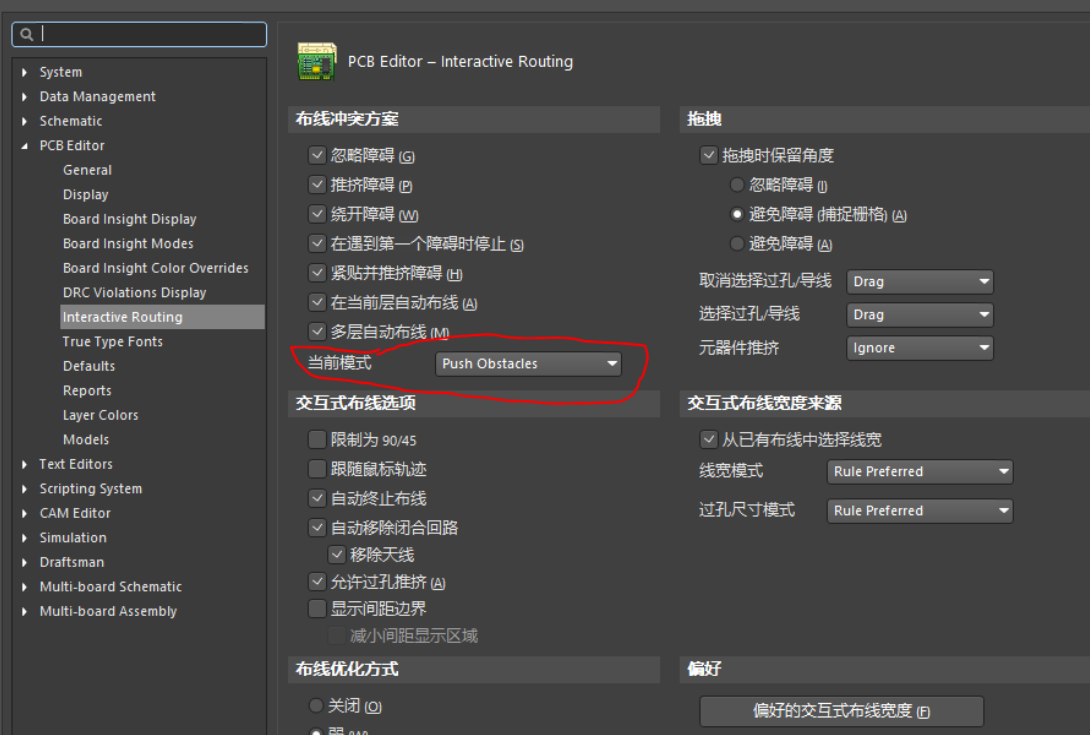 System
Data Management
Schematic
PCB Editor
General
Display
Board Insight Display
Board Insight Modes
Board Insight Color Overrides
DRC Violations Display
Interactive Routing
True Type Fonts
Defaults
Reports
Layer Colors
Models
Text Editors
Scripting System
CAM Editor
Simulation
Draftsman
Multi-board Schematic
Multi-board Assembly
PCB Editor – Interactive Routing
布线冲突方案
忽略障碍 (G)
推挤障碍 (P)
绕开障碍 (W)
在遇到第一个障碍时停止 (S)
紧贴并推挤障碍 (H)
在当前层自动布线 (A)
多层自动布线 (M)
当前模式 Push Obstacles
交互式布线选项
限制为 90/45
跟随鼠标轨迹
自动终止布线
自动移除闭合回路
移除天线
允许过孔推挤 (A)
显示间距边界
减小间距显示区域
布线优化方式
关闭 (O)
弱 (W)
拖拽
拖拽时保留角度
忽略障碍 (I)
避免障碍 (捕捉栅格) (A)
避免障碍 (A)
取消选择过孔/导线 Drag
选择过孔/导线 Drag
元器件推挤 Ignore
交互式布线宽度来源
从已有布线中选择线宽
线宽模式 Rule Preferred
过孔尺寸模式 Rule Preferred
偏好
偏好的交互式布线宽度 (F)